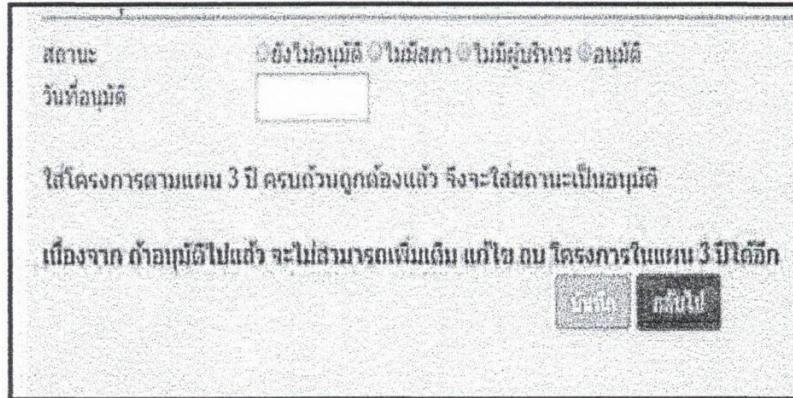 สถานะ ยังไม่อนุมัติ ไม่มีสภา ไม่มีผู้บริหาร อนุมัติ
วันที่อนุมัติ
ใส่โครงการตามแผน 3 ปี ครบถ้วนถูกต้องแล้ว จึงจะใส่สถานะเป็นอนุมัติ
เนื่องจาก ถ้าอนุมัติไปแล้ว จะไม่สามารถเพิ่มเติม แก้ไข ลบ โครงการในแผน 3 ปีได้อีก
บันทึก กลับไป